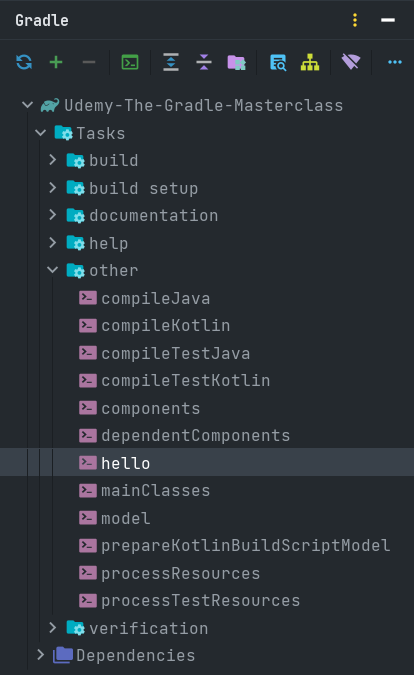 Gradle
Udemy-The-Gradle-Masterclass
Tasks
build
build setup
documentation
help
other
compileJava
compileKotlin
compileTestJava
compileTestKotlin
components
dependentComponents
hello
mainClasses
model
prepareKotlinBuildScriptModel
processResources
processTestResources
verification
Dependencies